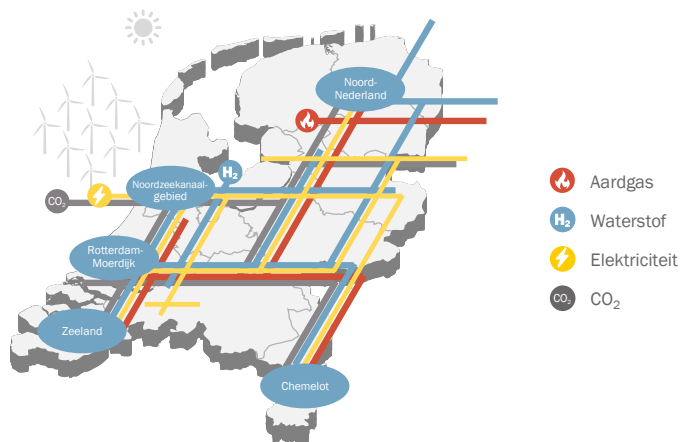 Noord-
Nederland
H₂
Noordzeekanaal-
gebied
CO₂
Rotterdam-
Moerdijk
Zeeland
Chemelot
Aardgas
H₂ Waterstof
Elektriciteit
CO₂ CO₂